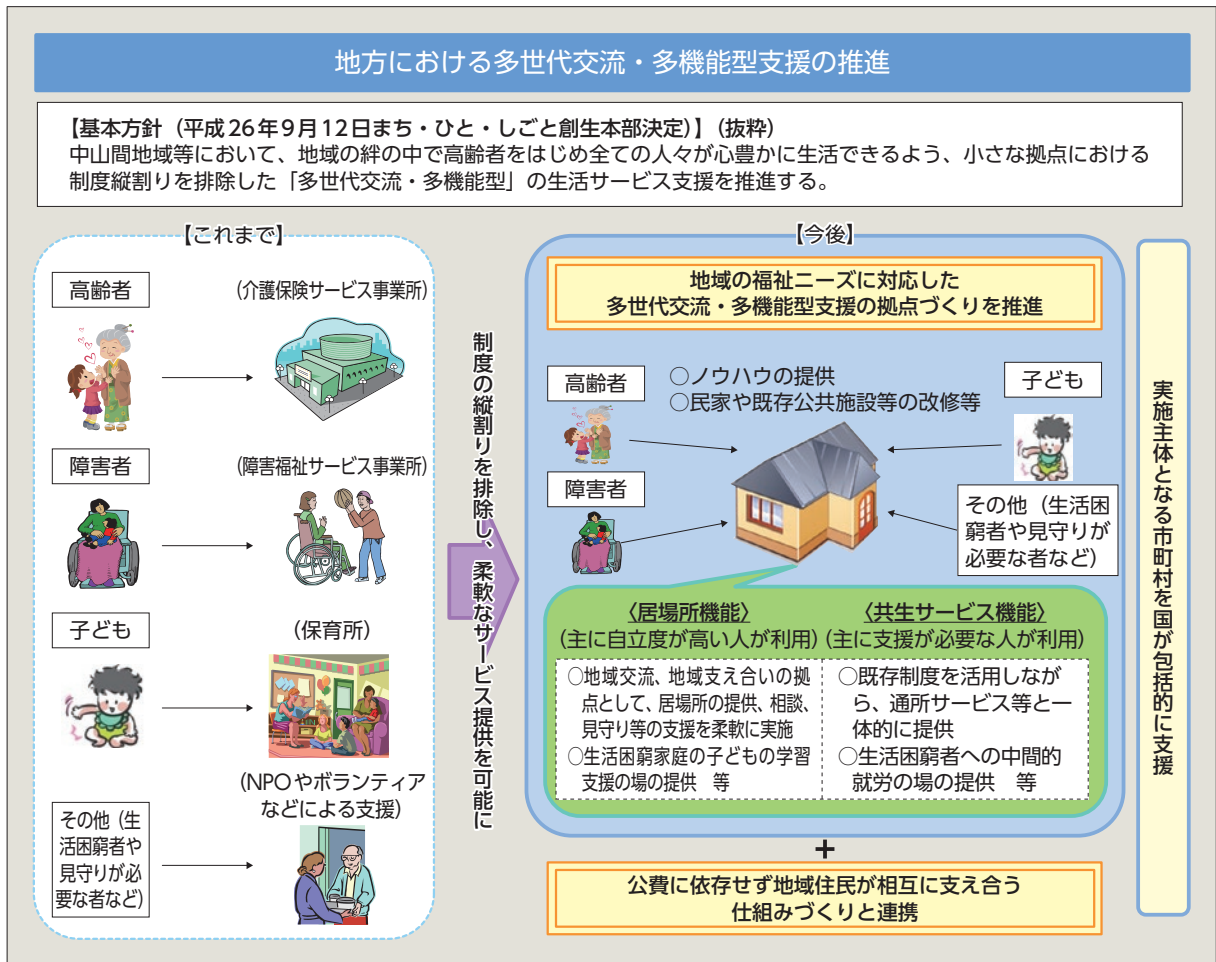 地方における多世代交流・多機能型支援の推進
【基本方針（平成26年9月12日まち・ひと・しごと創生本部決定）】（抜粋）
中山間地域等において、地域の絆の中で高齢者をはじめ全ての人々が心豊かに生活できるよう、小さな拠点における
制度縦割りを排除した「多世代交流・多機能型」の生活サービス支援を推進する。
【これまで】
高齢者
（介護保険サービス事業所）
障害者
（障害福祉サービス事業所）
子ども
（保育所）
（NPOやボランティア
などによる支援）
その他（生
活困窮者や
見守りが必
要な者など）
制度の縦割りを排除し、柔軟なサービス提供を可能に
【今後】
地域の福祉ニーズに対応した
多世代交流・多機能型支援の拠点づくりを推進
高齢者
○ノウハウの提供
○民家や既存公共施設等の改修等
子ども
障害者
その他（生活困
窮者や見守りが
必要な者など）
〈居場所機能〉
（主に自立度が高い人が利用）
○地域交流、地域支え合いの拠
点として、居場所の提供、相談、
見守り等の支援を柔軟に実施
○生活困窮家庭の子どもの学習
支援の場の提供　等
〈共生サービス機能〉
（主に支援が必要な人が利用）
○既存制度を活用しなが
ら、通所サービス等と一
体的に提供
○生活困窮者への中間的
就労の場の提供　等
＋
公費に依存せず地域住民が相互に支え合う
仕組みづくりと連携
実施主体となる市町村を国が包括的に支援